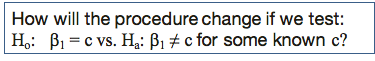 How will the procedure change if we test:
Hₒ: β₁ = c vs. Hₐ: β₁ ≠ c for some known c?